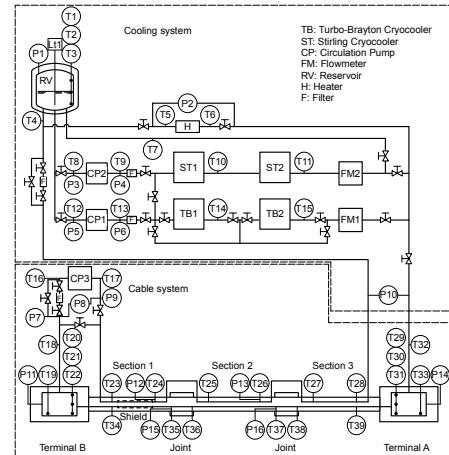 T1
Cooling system
TB: Turbo-Brayton Cryocooler
ST: Stirling Cryocooler
CP: Circulation Pump
FM: Flowmeter
RV: Reservoir
H: Heater
F: Filter
T2
Lt1
P1
T3
RV
P2
T5
T6
H
T4
T7
T8
T9
P3
CP2
F
P4
ST1
T10
ST2
T11
FM2
F
T12
T13
P5
CP1
F
P6
TB1
T14
TB2
T15
FM1
T16
CP3
T17
Cable system
P10
F
P8
P9
P7
T18
T20
T21
T22
T29
T30
T31
T32
P11
T19
Section 1
Section 2
Section 3
T23
P12
T24
T25
P13
T26
T27
T28
T33
P14
Shield
T34
P15
T35
T36
P16
T37
T38
T39
Terminal B
Joint
Joint
Terminal A